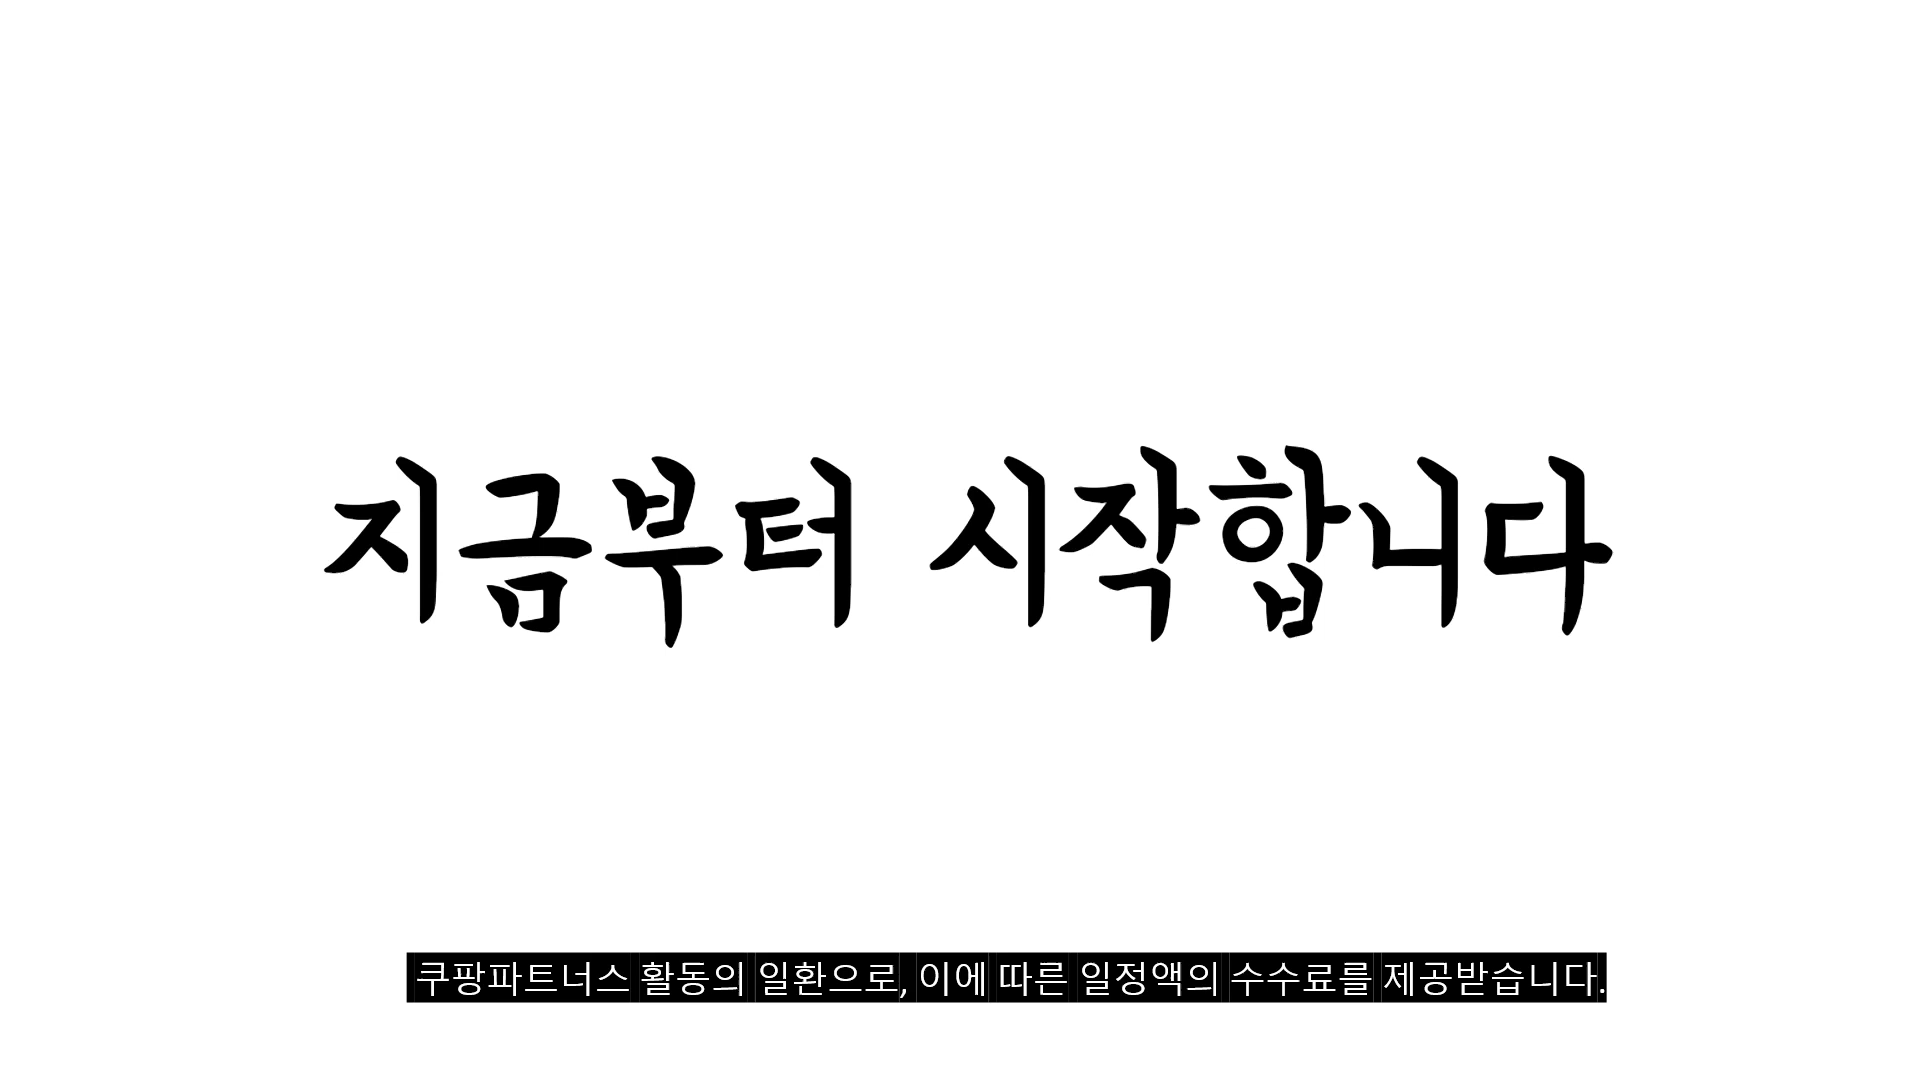 지금부터 시작합니다
쿠팡파트너스 활동의 일환으로, 이에 따른 일정액의 수수료를 제공받습니다.